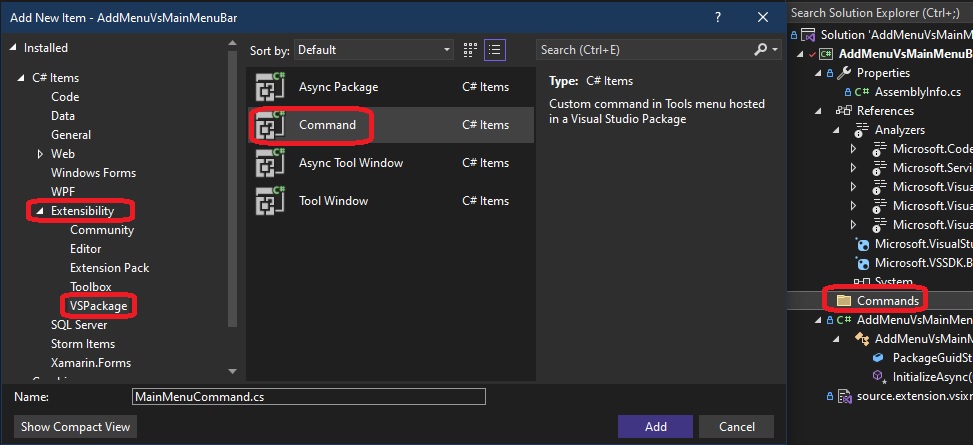 Add New Item - AddMenuVsMainMenuBar
Installed
C# Items
Code
Data
General
Web
Windows Forms
WPF
Extensibility
Community
Editor
Extension Pack
Toolbox
VSPackage
SQL Server
Storm Items
Xamarin.Forms
Sort by: Default
Async Package C# Items
Command C# Items
Async Tool Window C# Items
Tool Window C# Items
Search (Ctrl+E)
Type: C# Items
Custom command in Tools menu hosted
in a Visual Studio Package
Name: MainMenuCommand.cs
Show Compact View
Add
Cancel
Search Solution Explorer (Ctrl+;)
Solution 'AddMenuVsMainM
C# AddMenuVsMainMenuB
Properties
AssemblyInfo.cs
References
Analyzers
Microsoft.Code
Microsoft.Servi
Microsoft.Visua
Microsoft.Visua
Microsoft.Visua
Microsoft.VisualStu
Microsoft.VSSDK.B
System
Commands
C# AddMenuVsMainMen
AddMenuVsMainM
PackageGuidSt
InitializeAsync(
source.extension.vsixm